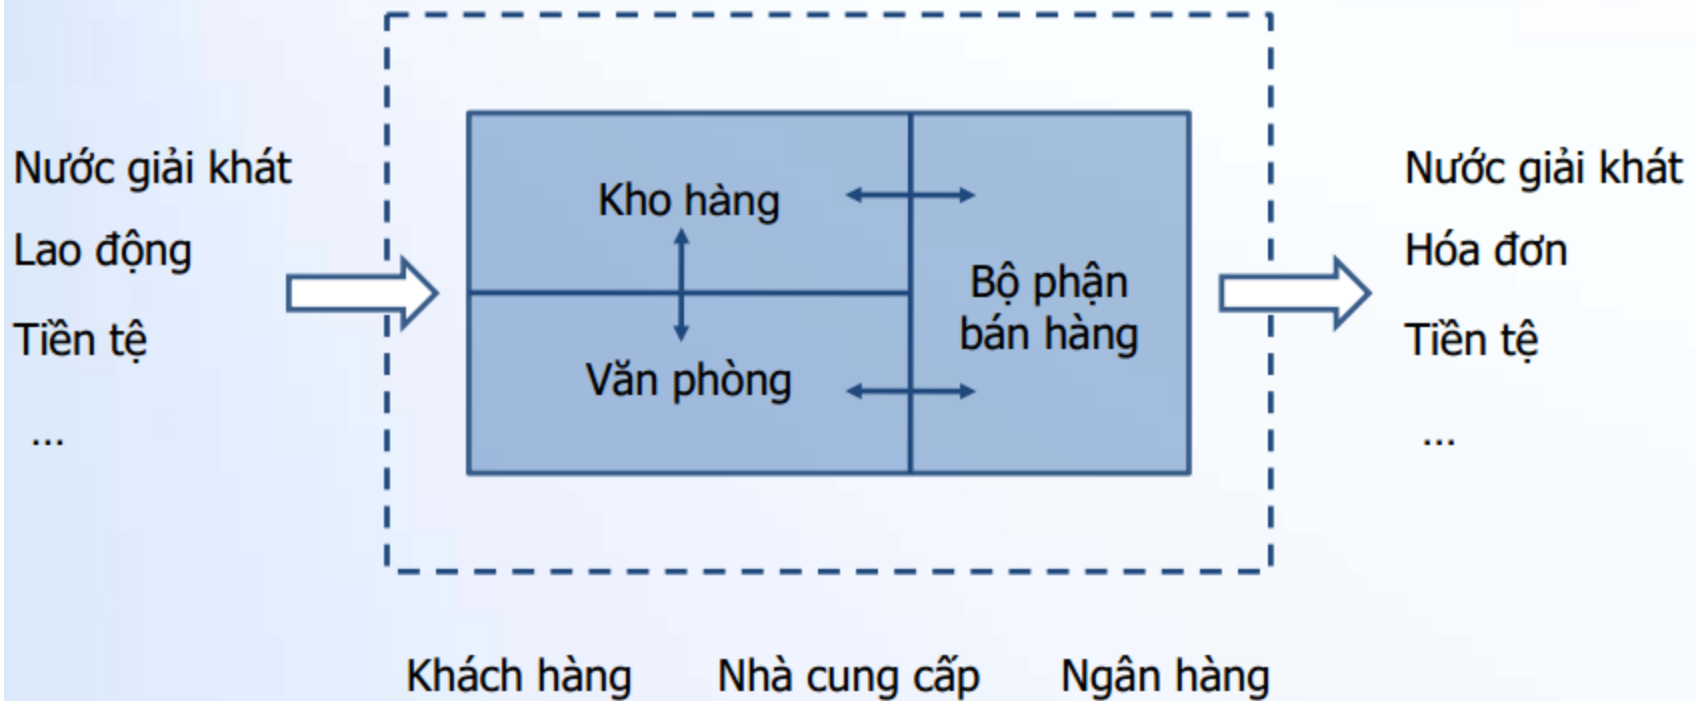 Nước giải khát
Lao động
Tiền tệ
...
Kho hàng
Văn phòng
Bộ phận
bán hàng
Nước giải khát
Hóa đơn
Tiền tệ
...
Khách hàng
Nhà cung cấp
Ngân hàng